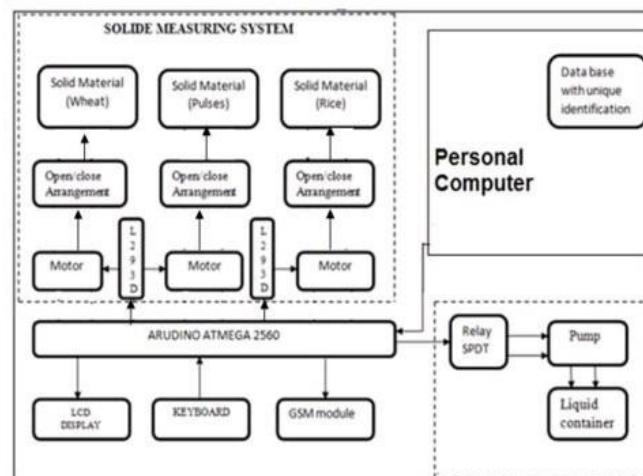 SOLIDE MEASURING SYSTEM
Solid Material
(Wheat)
Solid Material
(Pulses)
Solid Material
(Rice)
Data base
with unique
identification
Personal
Computer
Open/close
Arrangement
Open/close
Arrangement
Open/close
Arrangement
Motor
L
2
9
3
D
Motor
L
2
9
3
D
Motor
ARUDINO ATMEGA 2560
Relay
SPDT
Pump
LCD
DISPLAY
KEYBOARD
GSM module
Liquid
container